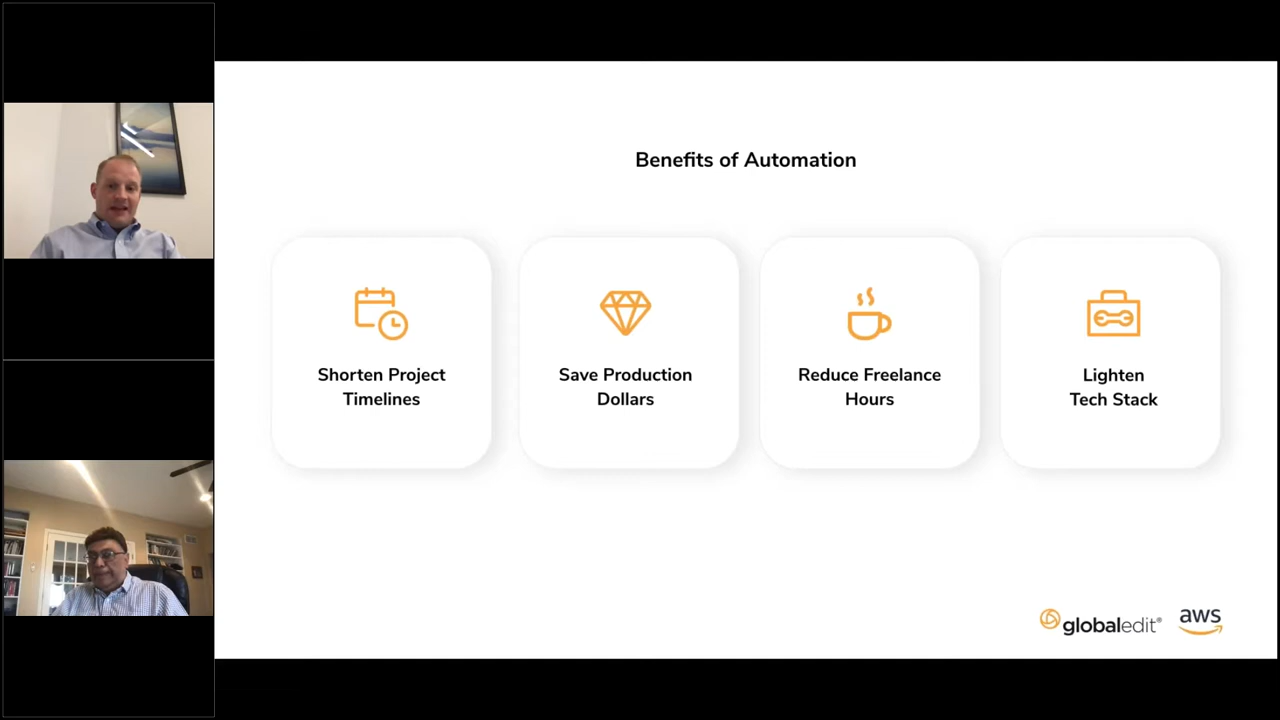 Benefits of Automation
Shorten Project
Timelines
Save Production
Dollars
Reduce Freelance
Hours
Lighten
Tech Stack
globaledit®
aws